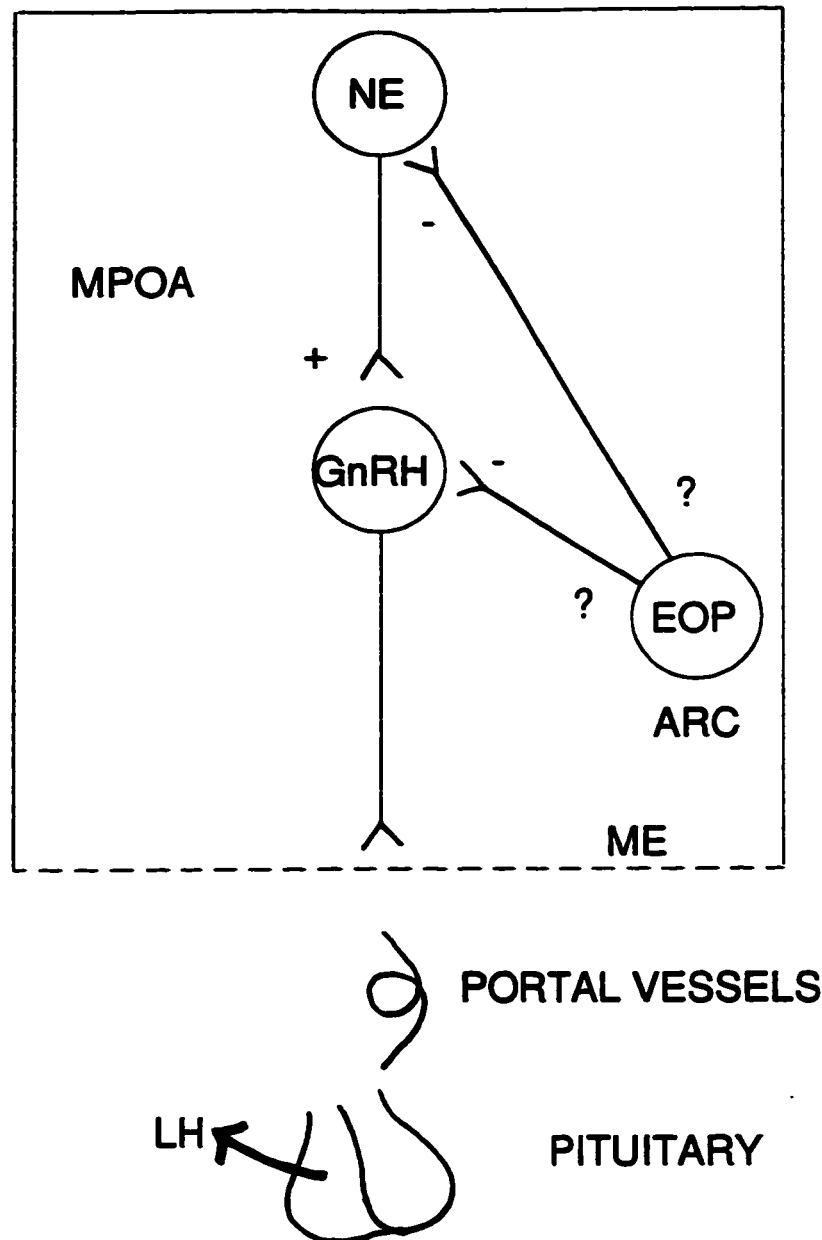 NE
-
MPOA
+
GnRH
-
?
?
EOP
ARC
ME
PORTAL VESSELS
LH
PITUITARY